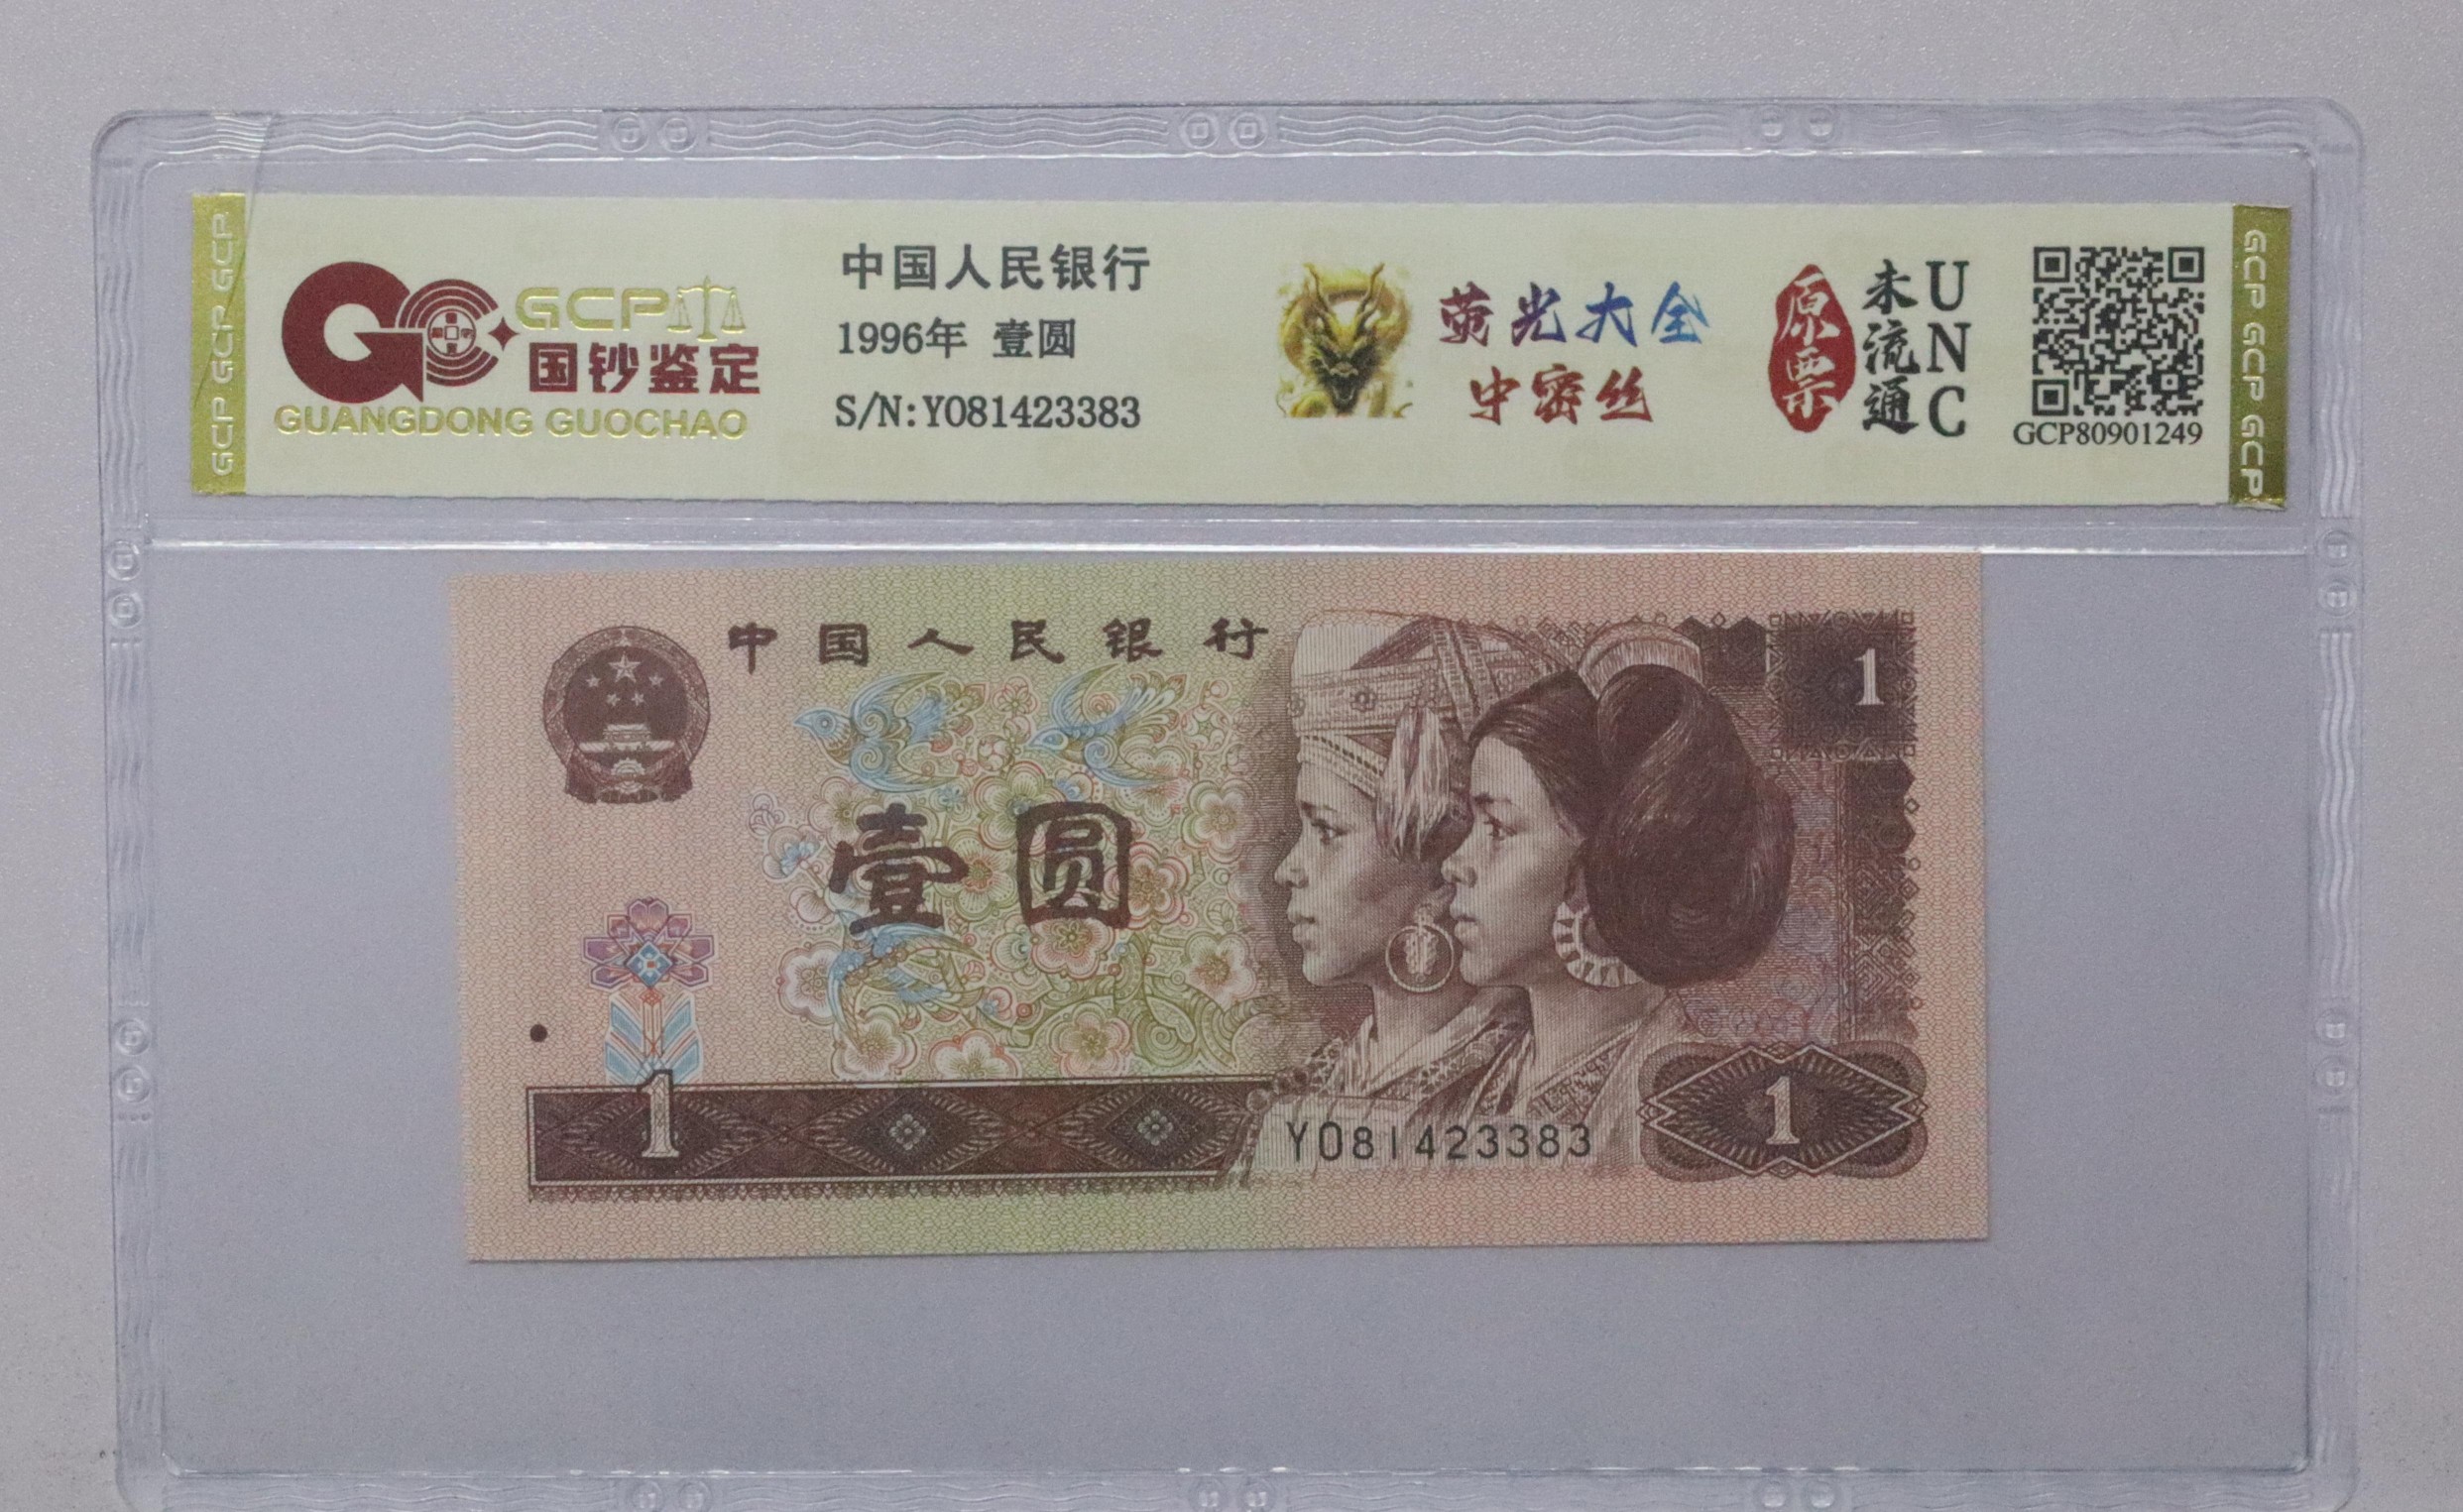 GCP GCP GCP
GCP
国钞鉴定
GUANGDONG GUOCHAO
中国人民银行
1996年 壹圆
S/N:Y081423383
荧光大全
中密丝
原票
未流通
UNC
GCP80901249
GCP GCP GCP
中国人民银行
1
壹圆
1
Y081423383
1